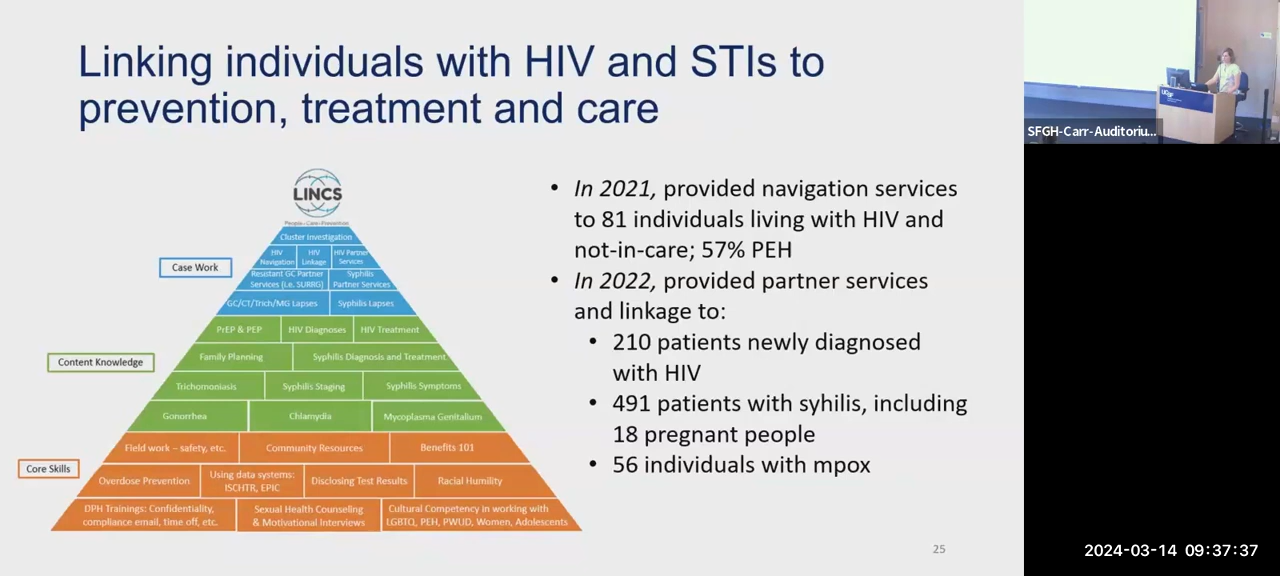 Linking individuals with HIV and STIs to
prevention, treatment and care
LINCS
People • Care • Prevention
Cluster Investigation
HIV Navigation
HIV Linkage
HIV Partner Services
Resistant GC Partner Services (i.e. SURRG)
Syphilis Partner Services
GC/CT/Trich/MG Lapses
Syphilis Lapses
Case Work
PrEP & PEP
HIV Diagnoses
HIV Treatment
Family Planning
Syphilis Diagnosis and Treatment
Content Knowledge
Trichomoniasis
Syphilis Staging
Syphilis Symptoms
Gonorrhea
Chlamydia
Mycoplasma Genitalium
Field work – safety, etc.
Community Resources
Benefits 101
Core Skills
Overdose Prevention
Using data systems:
ISCHTR, EPIC
Disclosing Test Results
Racial Humility
DPH Trainings: Confidentiality,
compliance email, time off, etc.
Sexual Health Counseling
& Motivational Interviews
Cultural Competency in working with
LGBTQ, PEH, PWUD, Women, Adolescents
• In 2021, provided navigation services
to 81 individuals living with HIV and
not-in-care; 57% PEH
• In 2022, provided partner services
and linkage to:
• 210 patients newly diagnosed
with HIV
• 491 patients with syhilis, including
18 pregnant people
• 56 individuals with mpox
25
UCSF
SFGH-Carr-Auditoriu...
2024-03-14 09:37:37